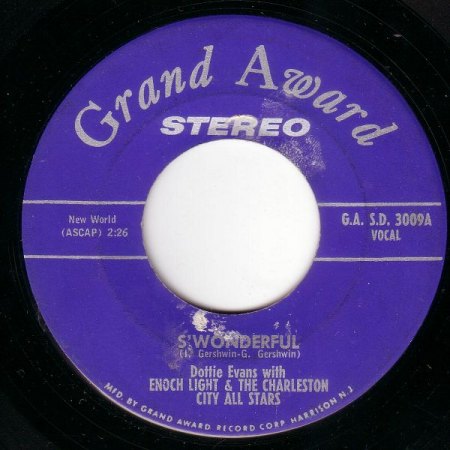 Grand Award
STEREO
New World
(ASCAP) 2:26
G.A. S.D. 3009A
VOCAL
S'WONDERFUL
(I. Gershwin-G. Gershwin)
Dottie Evans with
ENOCH LIGHT & THE CHARLESTON
CITY ALL STARS
MFD. BY GRAND AWARD RECORD CORP HARRISON N.J.